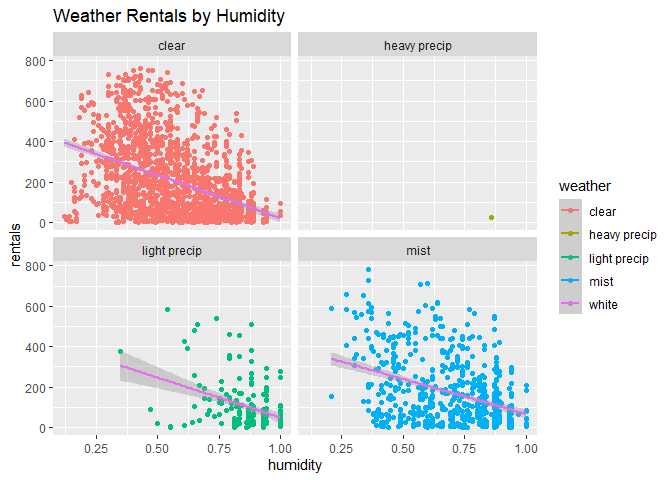 Weather Rentals by Humidity
clear
heavy precip
800
600
400
200
0
light precip
mist
800
600
400
200
0
rentals
0.25
0.50
0.75
1.00
0.25
0.50
0.75
1.00
humidity
weather
clear
heavy precip
light precip
mist
white